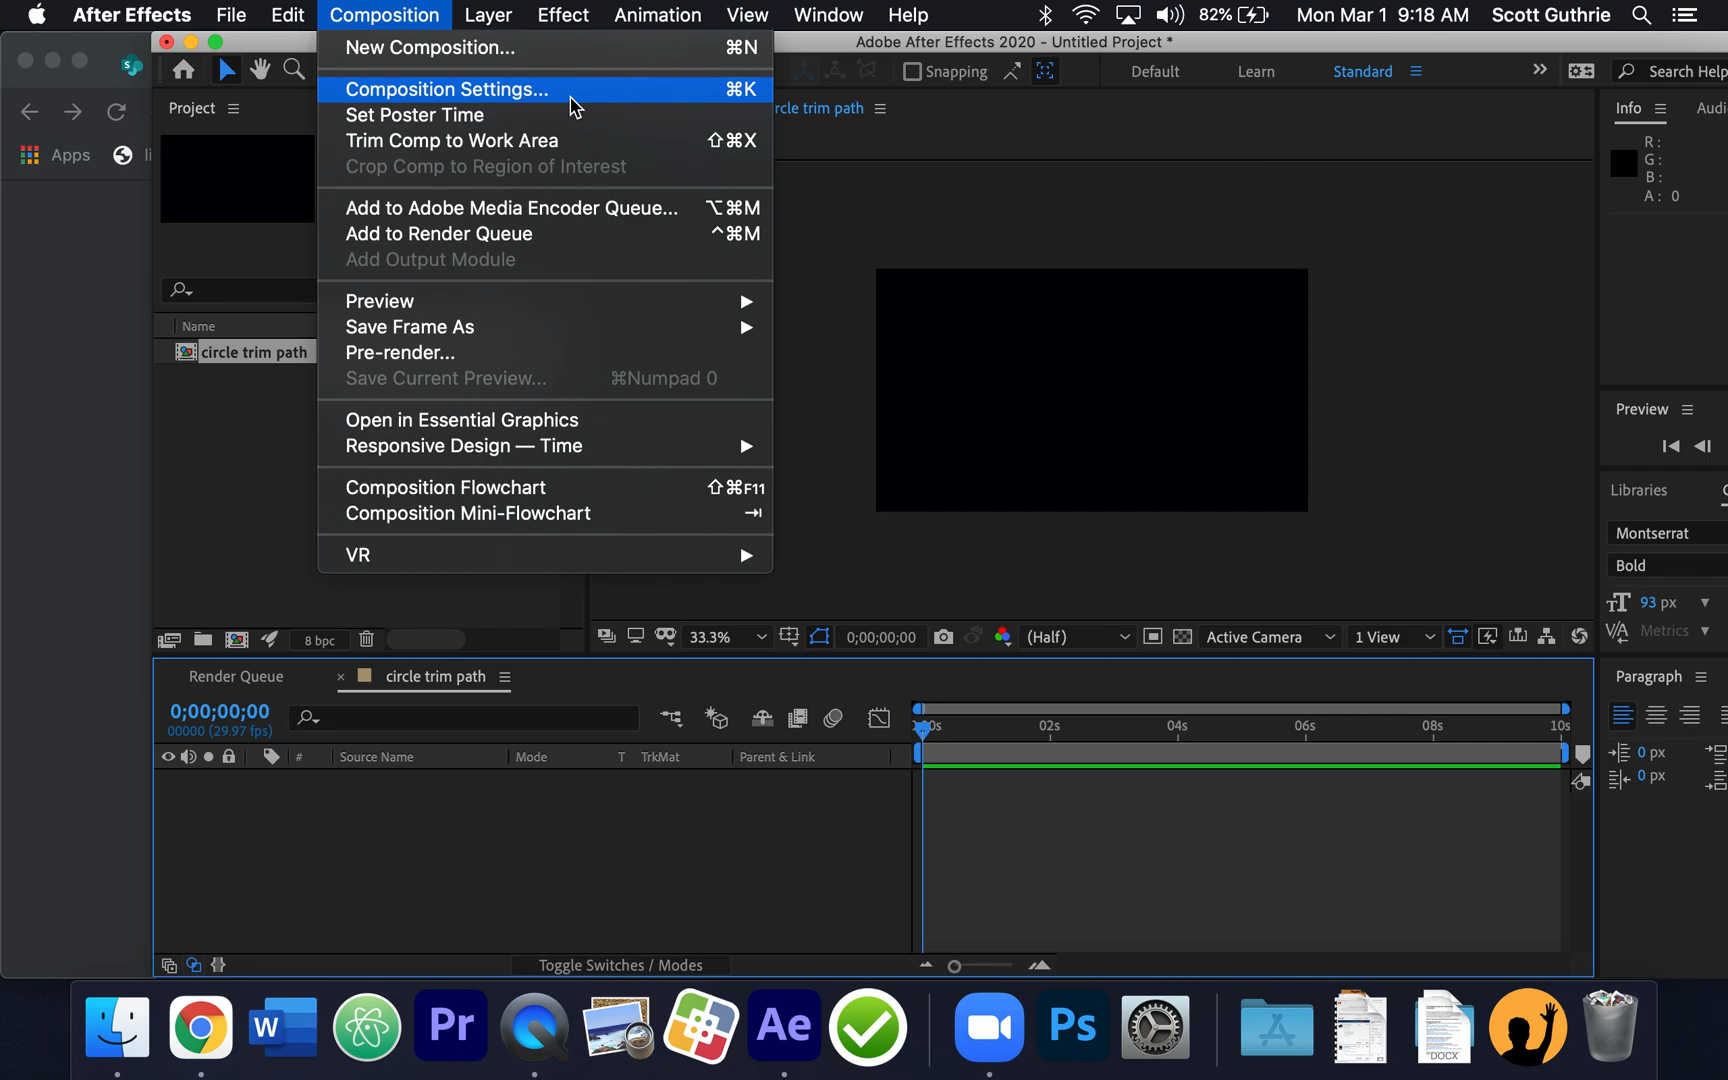 After Effects File Edit Composition Layer Effect Animation View Window Help 82% Mon Mar 1 9:18 AM Scott Guthrie
Adobe After Effects 2020 - Untitled Project *
New Composition... ⌘N
Snapping Default Learn Standard Search Help
Composition Settings... ⌘K
Project rcle trim path Info Audi
Set Poster Time
Trim Comp to Work Area ⇧⌘X
R:
G:
B:
A: 0
Apps li
Crop Comp to Region of Interest
Add to Adobe Media Encoder Queue... ⌥⌘M
Add to Render Queue ^⌘M
Add Output Module
Preview
Name
Save Frame As
circle trim path
Pre-render...
Save Current Preview... ⌘Numpad 0
Preview
Open in Essential Graphics
Responsive Design — Time
Composition Flowchart ⇧⌘F11
Libraries
Composition Mini-Flowchart
Montserrat
VR
Bold
93 px
Metrics
8 bpc 33.3% 0;00;00;00 (Half) Active Camera 1 View
Render Queue × circle trim path Paragraph
0;00;00;00
00000 (29.97 fps)
00s 02s 04s 06s 08s 10s
# Source Name Mode T TrkMat Parent & Link
0 px
0 px
Toggle Switches / Modes
W Pr Ae Ps
DOCX